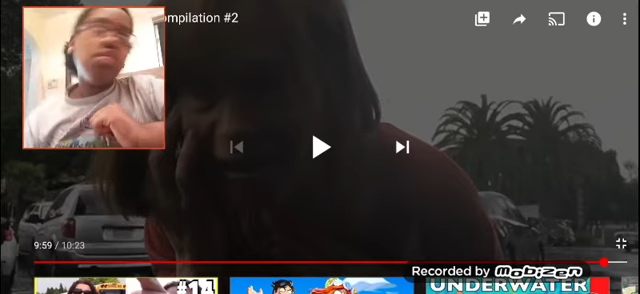 ompilation #2
9:59 / 10:23
Recorded by Mobizen
#14
UNDERWATER